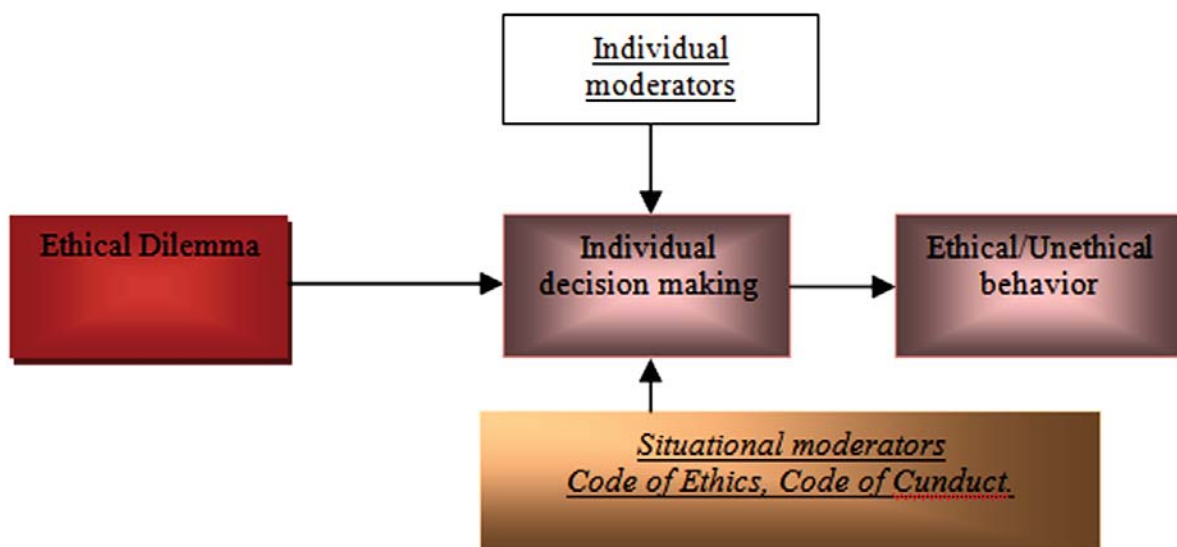 Individual
moderators
Ethical Dilemma
Individual
decision making
Ethical/Unethical
behavior
Situational moderators
Code of Ethics, Code of Cunduct.